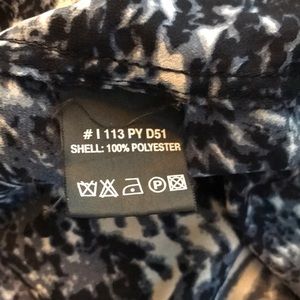 # I 113 PY D51
SHELL: 100% POLYESTER
P